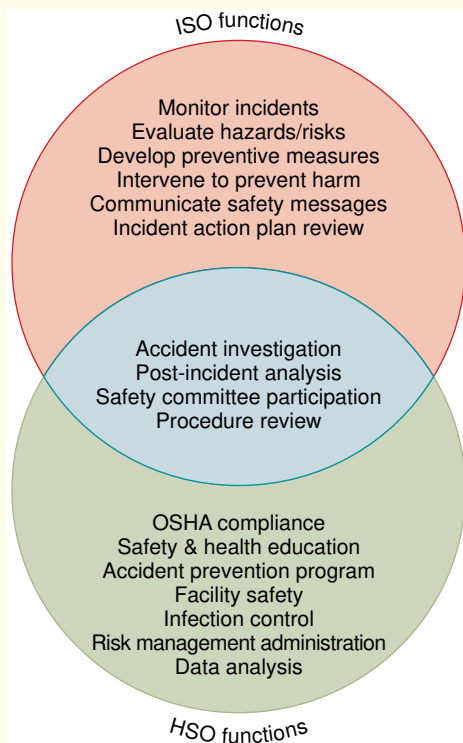 ISO functions
Monitor incidents
Evaluate hazards/risks
Develop preventive measures
Intervene to prevent harm
Communicate safety messages
Incident action plan review
Accident investigation
Post-incident analysis
Safety committee participation
Procedure review
OSHA compliance
Safety & health education
Accident prevention program
Facility safety
Infection control
Risk management administration
Data analysis
HSO functions